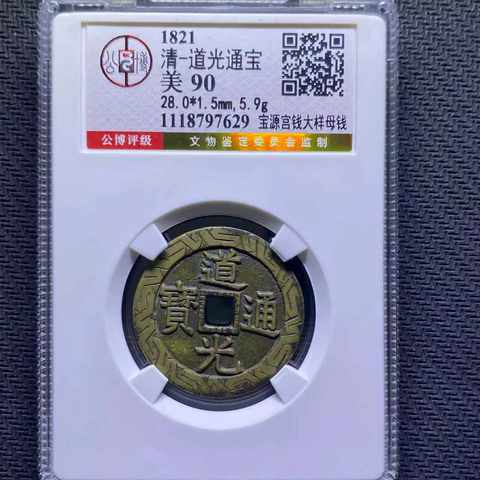 1821
清-道光通宝
美 90
28.0*1.5mm,5.9g
1118797629 宝源宫钱大样母钱
公博评级
文物鉴定委员会监制
公博
道光通寶